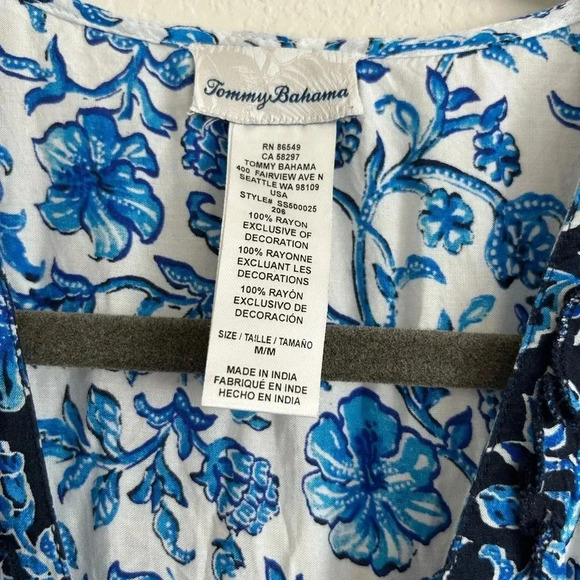 Tommy Bahama
RN 86549
CA 58297
TOMMY BAHAMA
400 FAIRVIEW AVE N
SEATTLE WA 98109
USA
STYLE# SS500025
206
100% RAYON
EXCLUSIVE OF
DECORATION
100% RAYONNE
EXCLUANT LES
DECORATIONS
100% RAYÓN
EXCLUSIVO DE
DECORACIÓN
SIZE / TAILLE / TAMAÑO
M/M
MADE IN INDIA
FABRIQUÉ EN INDE
HECHO EN INDIA